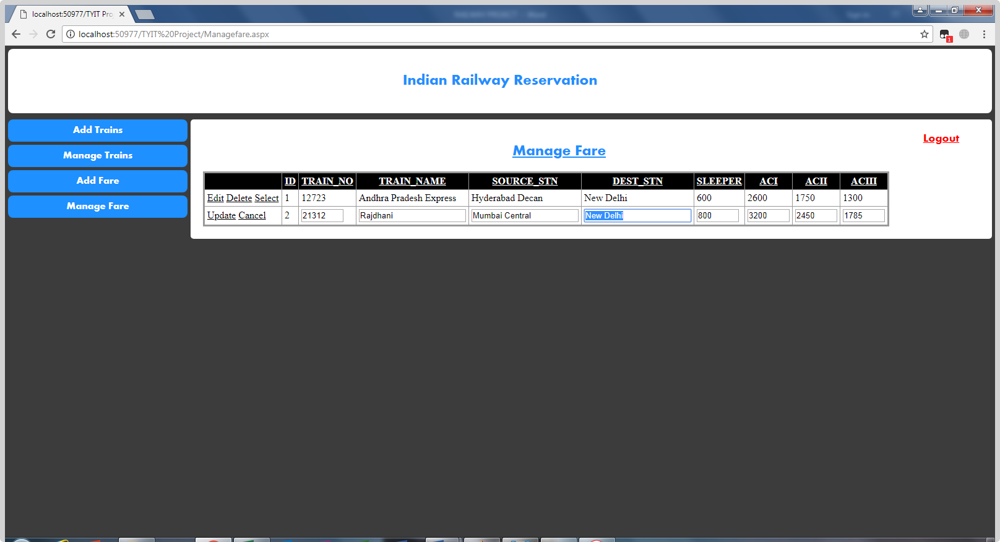 localhost:50977/TYIT Pro
localhost:50977/TYIT%20Project/Managefare.aspx
1
Indian Railway Reservation
Add Trains
Manage Trains
Add Fare
Manage Fare
Logout
Manage Fare
ID TRAIN_NO TRAIN_NAME SOURCE_STN DEST_STN SLEEPER ACI ACII ACIII
Edit Delete Select 1 12723 Andhra Pradesh Express Hyderabad Decan New Delhi 600 2600 1750 1300
Update Cancel 2 21312 Rajdhani Mumbai Central New Delhi 800 3200 2450 1785